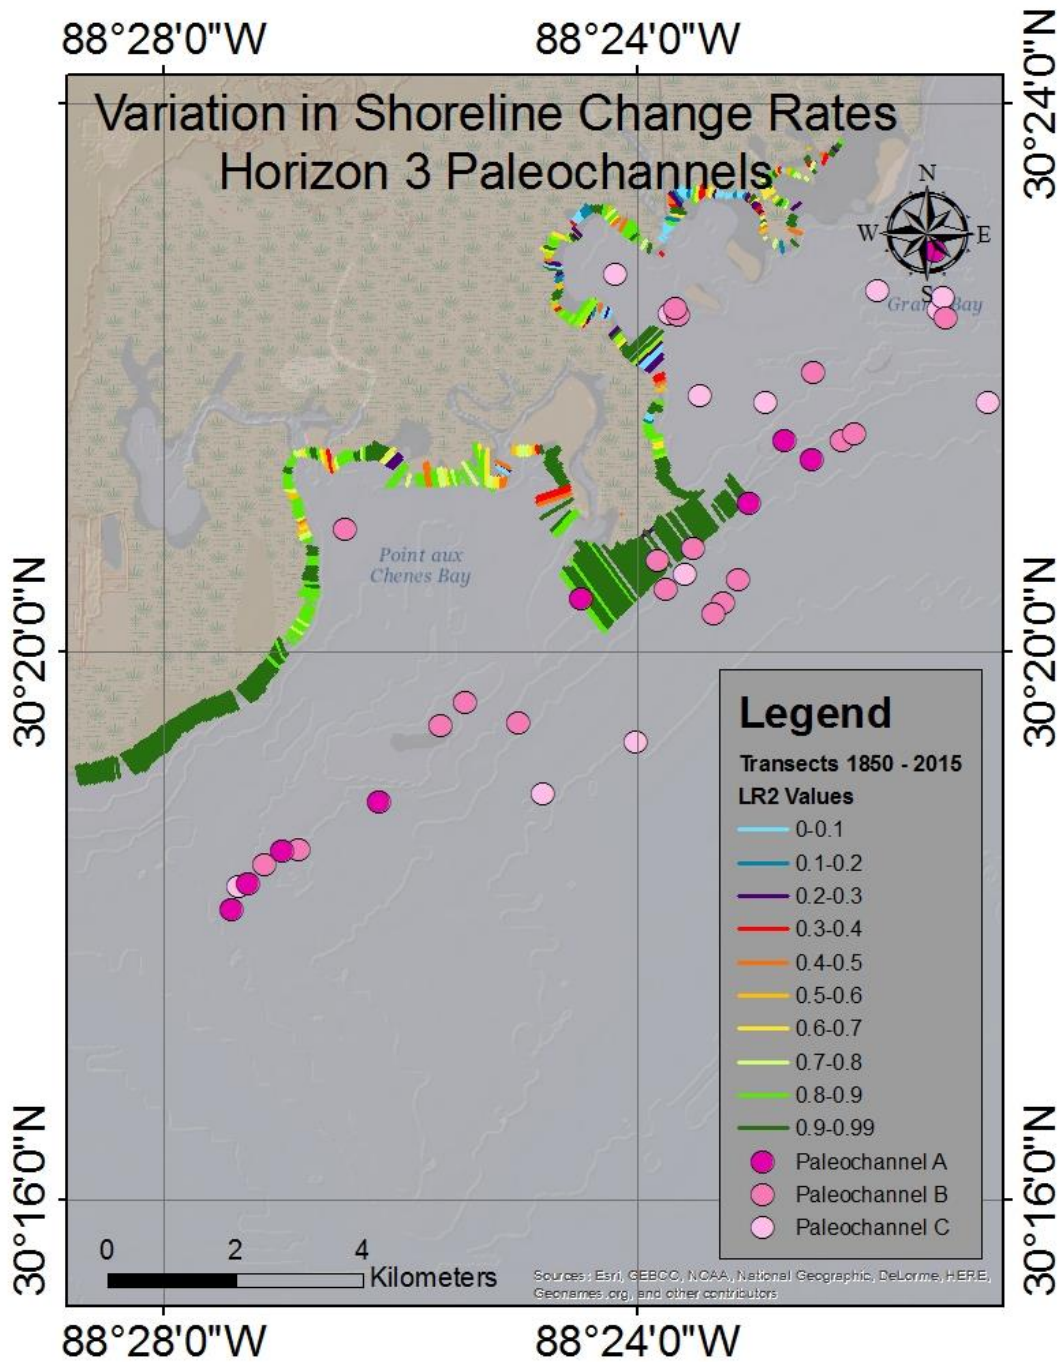 88°28'0"W 88°24'0"W
30°24'0"N
Variation in Shoreline Change Rates
Horizon 3 Paleochannels
N
W E
S
Grand Bay
Point aux
Chenes Bay
30°20'0"N 30°20'0"N
Legend
Transects 1850 - 2015
LR2 Values
0-0.1
0.1-0.2
0.2-0.3
0.3-0.4
0.4-0.5
0.5-0.6
0.6-0.7
0.7-0.8
0.8-0.9
0.9-0.99
Paleochannel A
Paleochannel B
Paleochannel C
30°16'0"N 30°16'0"N
0 2 4
Kilometers
Sources: Esri, GEBCO, NOAA, National Geographic, DeLorme, HERE,
Geonames.org, and other contributors
88°28'0"W 88°24'0"W